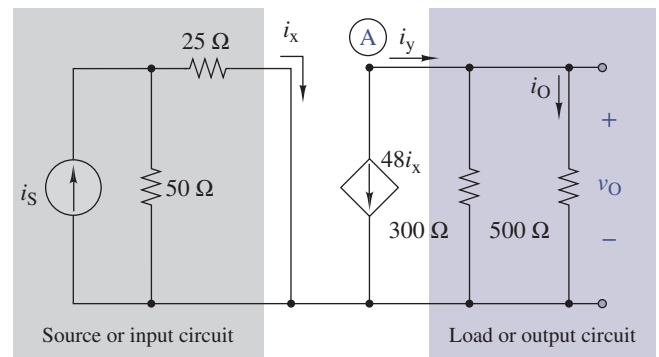 25 Ω
i_x
A
i_y
i_O
+
i_S
50 Ω
48i_x
300 Ω
500 Ω
v_O
−
Source or input circuit
Load or output circuit